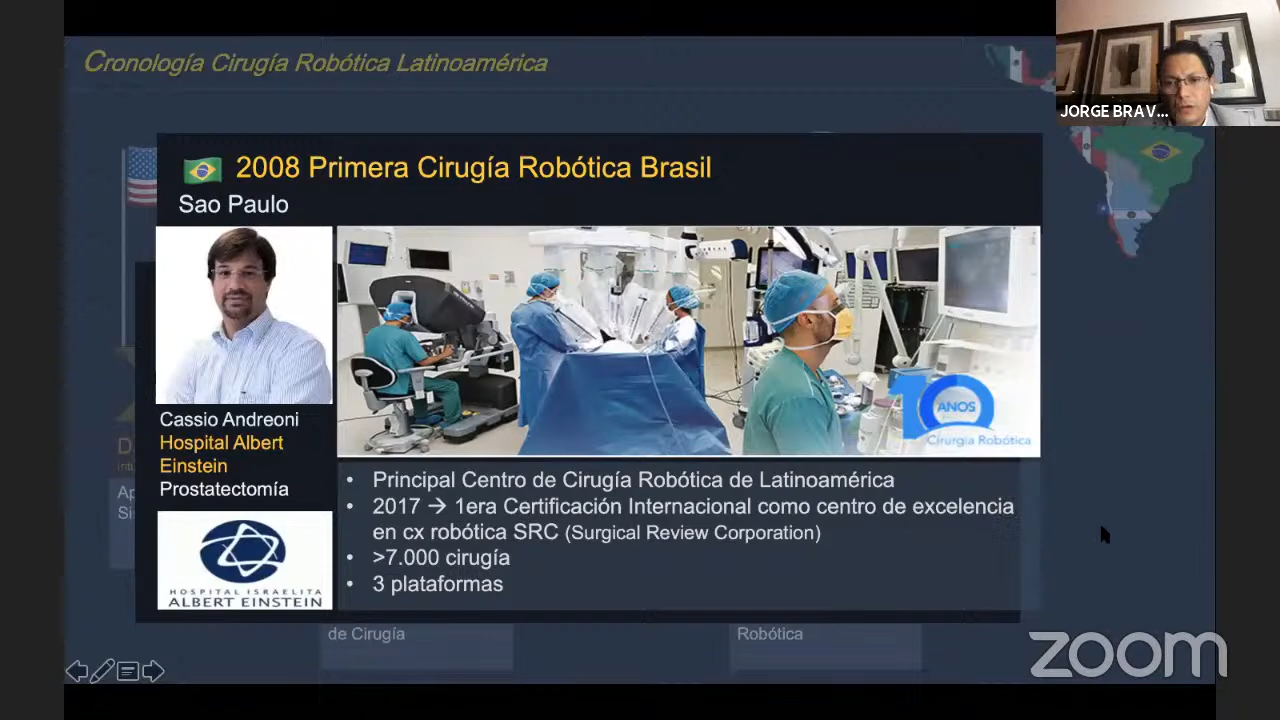 Cronología Cirugía Robótica Latinoamérica
JORGE BRAV...
2008 Primera Cirugía Robótica Brasil
Sao Paulo
10
ANOS
Cirurgia Robótica
Cassio Andreoni
Hospital Albert
Einstein
Prostatectomía
HOSPITAL ISRAELITA
ALBERT EINSTEIN
• Principal Centro de Cirugía Robótica de Latinoamérica
• 2017 → 1era Certificación Internacional como centro de excelencia
en cx robótica SRC (Surgical Review Corporation)
• >7.000 cirugía
• 3 plataformas
de Cirugía
Robótica
zoom